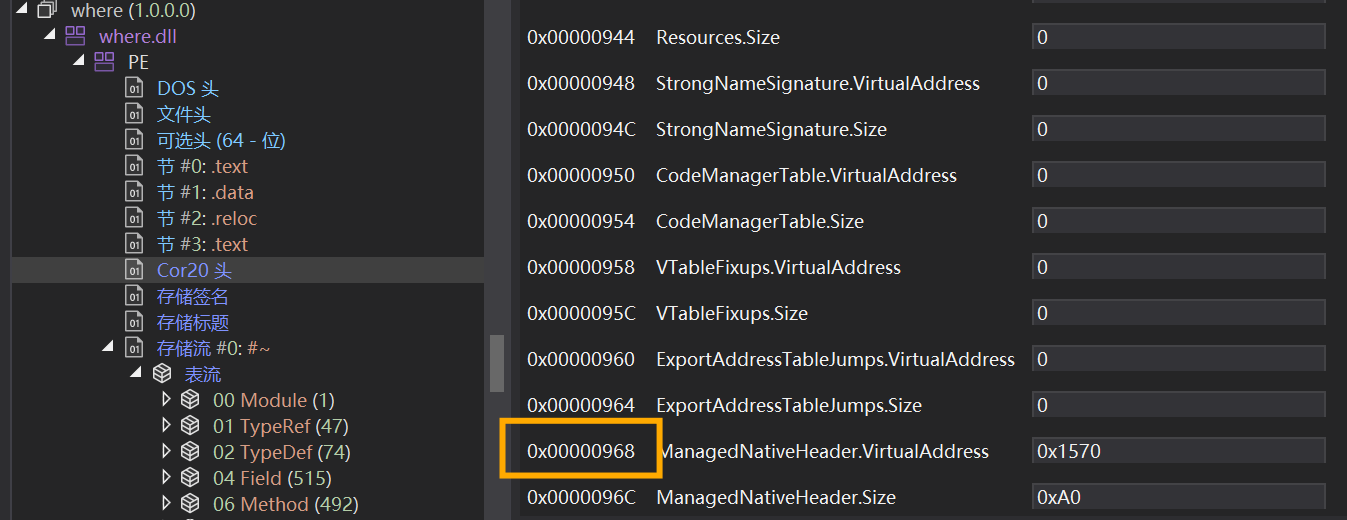 where (1.0.0.0)
where.dll
PE
DOS 头
文件头
可选头 (64 - 位)
节 #0: .text
节 #1: .data
节 #2: .reloc
节 #3: .text
Cor20 头
存储签名
存储标题
存储流 #0: #~
表流
00 Module (1)
01 TypeRef (47)
02 TypeDef (74)
04 Field (515)
06 Method (492)
0x00000944 Resources.Size 0
0x00000948 StrongNameSignature.VirtualAddress 0
0x0000094C StrongNameSignature.Size 0
0x00000950 CodeManagerTable.VirtualAddress 0
0x00000954 CodeManagerTable.Size 0
0x00000958 VTableFixups.VirtualAddress 0
0x0000095C VTableFixups.Size 0
0x00000960 ExportAddressTableJumps.VirtualAddress 0
0x00000964 ExportAddressTableJumps.Size 0
0x00000968 ManagedNativeHeader.VirtualAddress 0x1570
0x0000096C ManagedNativeHeader.Size 0xA0